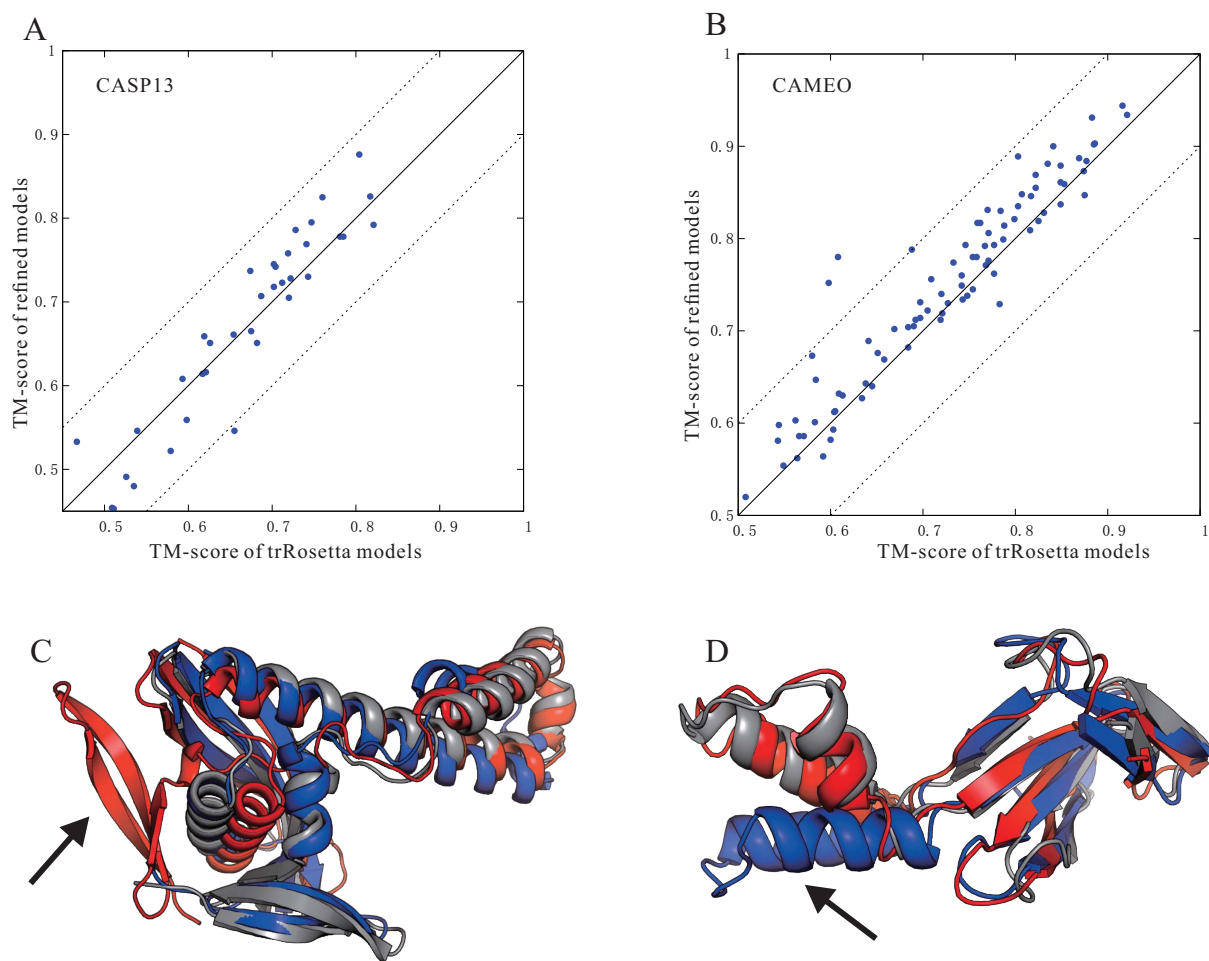 A
1
CASP13
0. 9
0. 8
0. 7
0. 6
0. 5
0. 5
0. 6
0. 7
0. 8
0. 9
1
TM-score of refined models
TM-score of trRosetta models
B
1
CAMEO
0. 9
0. 8
0. 7
0. 6
0. 5
0. 5
0. 6
0. 7
0. 8
0. 9
1
TM-score of refined models
TM-score of trRosetta models
C
D